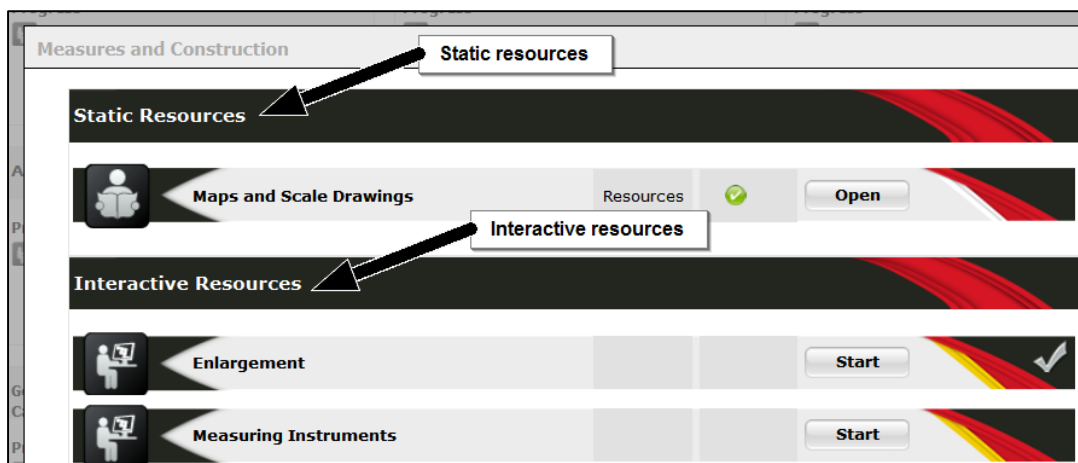 Measures and Construction
Static resources
Static Resources
Maps and Scale Drawings Resources Open
Interactive resources
Interactive Resources
Enlargement Start
Measuring Instruments Start